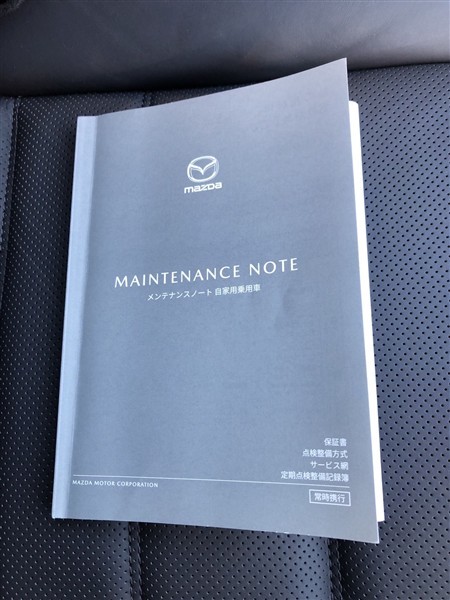 mazda
MAINTENANCE NOTE
メンテナンスノート 自家用乗用車
保証書
点検整備方式
サービス網
定期点検整備記録簿
常時携行
MAZDA MOTOR CORPORATION